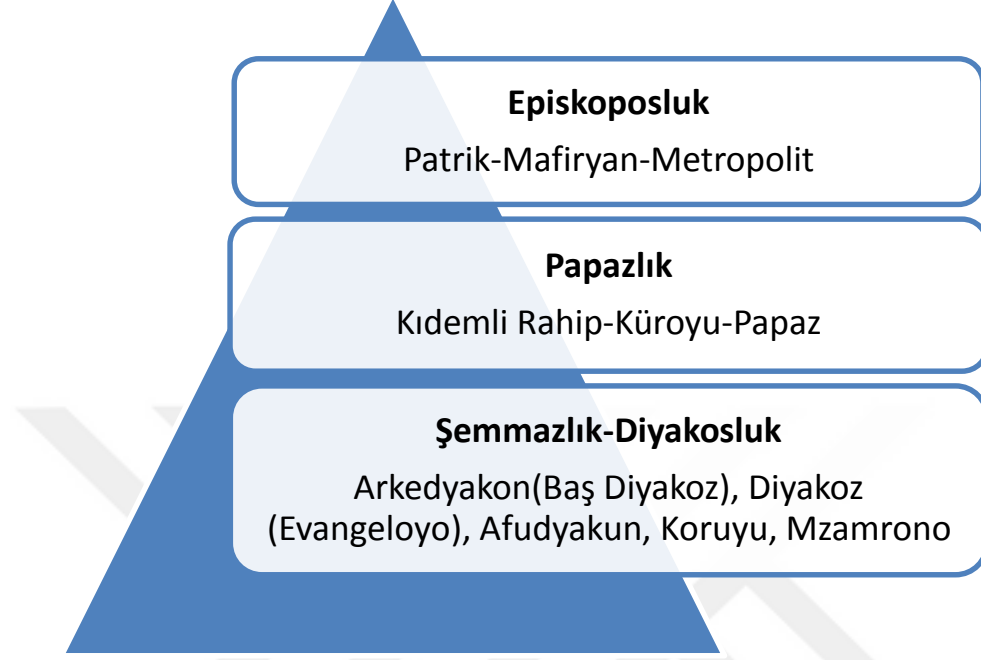 Episkoposluk
Patrik-Mafiryan-Metropolit
Papazlık
Kıdemli Rahip-Küroyu-Papaz
Şemmazlık-Diyakosluk
Arkedyakon(Baş Diyakoz), Diyakoz
(Evangeloyo), Afudyakun, Koruyu, Mzamrono